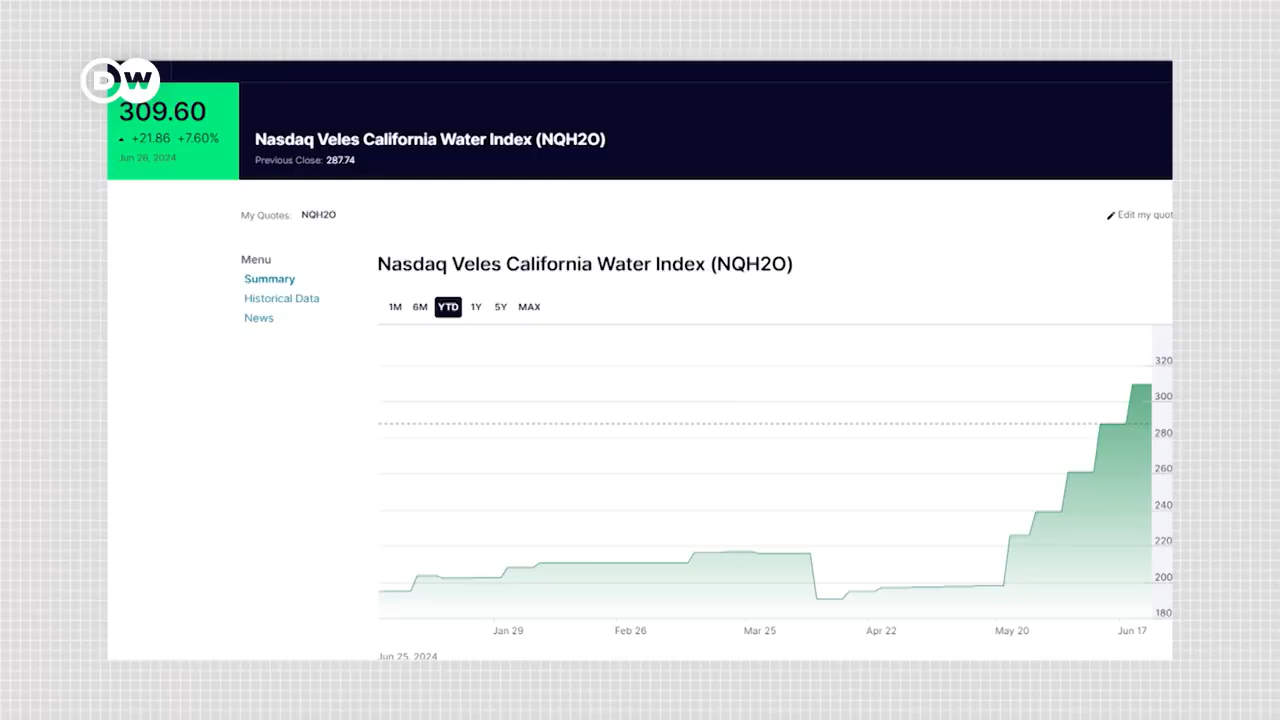 DW
309.60
+21.86 +7.60%
Jun 26, 2024
Nasdaq Veles California Water Index (NQH2O)
Previous Close: 287.74
My Quotes: NQH2O
Edit my quot
Menu
Summary
Historical Data
News
Nasdaq Veles California Water Index (NQH2O)
1M 6M YTD 1Y 5Y MAX
320
300
280
260
240
220
200
180
Jan 29 Feb 26 Mar 25 Apr 22 May 20 Jun 17
Jun 25, 2024